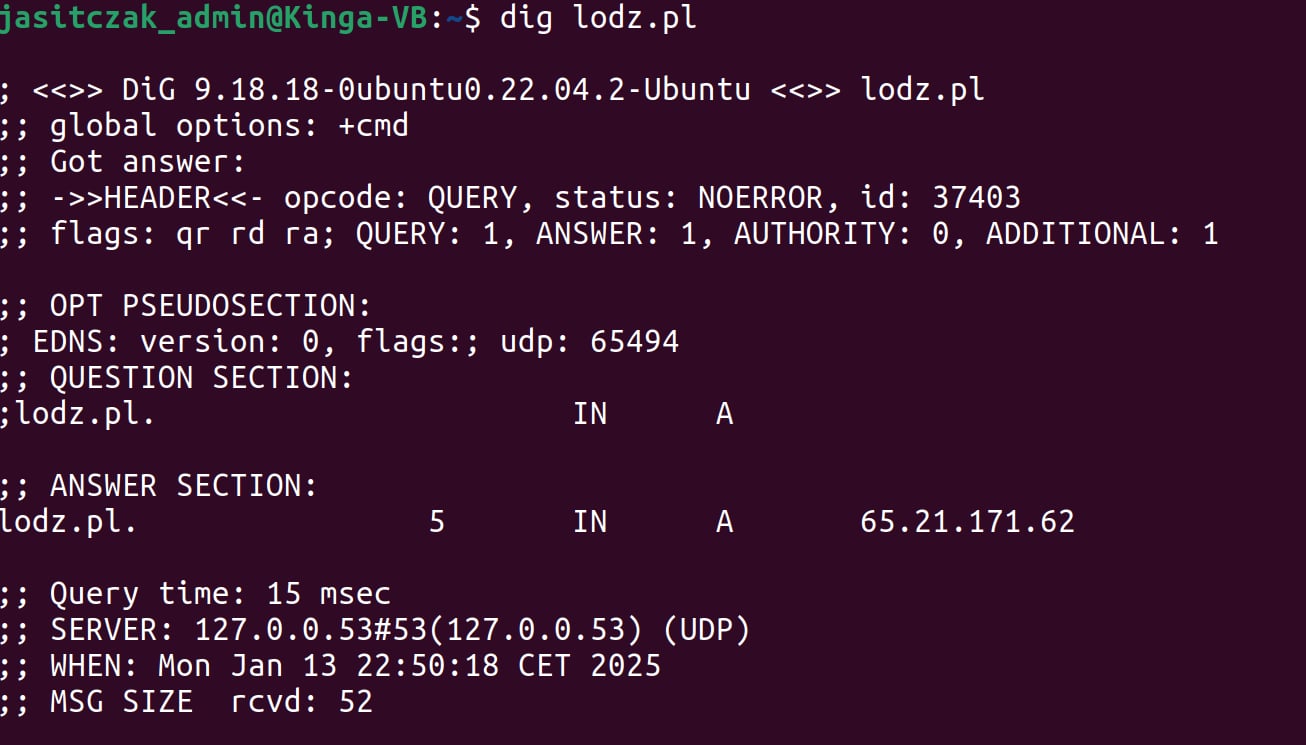 jasitczak_admin@Kinga-VB:~$ dig lodz.pl
; <<>> DiG 9.18.18-0ubuntu0.22.04.2-Ubuntu <<>> lodz.pl
;; global options: +cmd
;; Got answer:
;; ->>HEADER<<- opcode: QUERY, status: NOERROR, id: 37403
;; flags: qr rd ra; QUERY: 1, ANSWER: 1, AUTHORITY: 0, ADDITIONAL: 1
;; OPT PSEUDOSECTION:
; EDNS: version: 0, flags:; udp: 65494
;; QUESTION SECTION:
;lodz.pl. IN A
;; ANSWER SECTION:
lodz.pl. 5 IN A 65.21.171.62
;; Query time: 15 msec
;; SERVER: 127.0.0.53#53(127.0.0.53) (UDP)
;; WHEN: Mon Jan 13 22:50:18 CET 2025
;; MSG SIZE  rcvd: 52